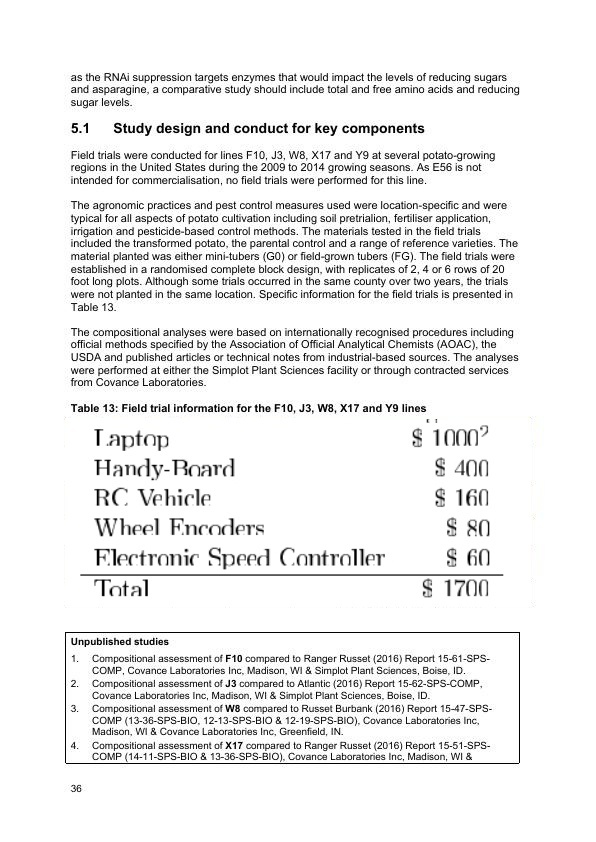 as the RNAi suppression targets enzymes that would impact the levels of reducing sugars
and asparagine, a comparative study should include total and free amino acids and reducing
sugar levels.
5.1 Study design and conduct for key components
Field trials were conducted for lines F10, J3, W8, X17 and Y9 at several potato-growing
regions in the United States during the 2009 to 2014 growing seasons. As E56 is not
intended for commercialisation, no field trials were performed for this line.
The agronomic practices and pest control measures used were location-specific and were
typical for all aspects of potato cultivation including soil pretrialion, fertiliser application,
irrigation and pesticide-based control methods. The materials tested in the field trials
included the transformed potato, the parental control and a range of reference varieties. The
material planted was either mini-tubers (G0) or field-grown tubers (FG). The field trials were
established in a randomised complete block design, with replicates of 2, 4 or 6 rows of 20
foot long plots. Although some trials occurred in the same county over two years, the trials
were not planted in the same location. Specific information for the field trials is presented in
Table 13.
The compositional analyses were based on internationally recognised procedures including
official methods specified by the Association of Official Analytical Chemists (AOAC), the
USDA and published articles or technical notes from industrial-based sources. The analyses
were performed at either the Simplot Plant Sciences facility or through contracted services
from Covance Laboratories.
Table 13: Field trial information for the F10, J3, W8, X17 and Y9 lines
Laptop $ 1000²
Handy-Board $ 400
RC Vehicle $ 160
Wheel Encoders $ 80
Electronic Speed Controller $ 60
Total $ 1700
Unpublished studies
1. Compositional assessment of F10 compared to Ranger Russet (2016) Report 15-61-SPS-
COMP, Covance Laboratories Inc, Madison, WI & Simplot Plant Sciences, Boise, ID.
2. Compositional assessment of J3 compared to Atlantic (2016) Report 15-62-SPS-COMP,
Covance Laboratories Inc, Madison, WI & Simplot Plant Sciences, Boise, ID.
3. Compositional assessment of W8 compared to Russet Burbank (2016) Report 15-47-SPS-
COMP (13-36-SPS-BIO, 12-13-SPS-BIO & 12-19-SPS-BIO), Covance Laboratories Inc,
Madison, WI & Covance Laboratories Inc, Greenfield, IN.
4. Compositional assessment of X17 compared to Ranger Russet (2016) Report 15-51-SPS-
COMP (14-11-SPS-BIO & 13-36-SPS-BIO), Covance Laboratories Inc, Madison, WI &
36